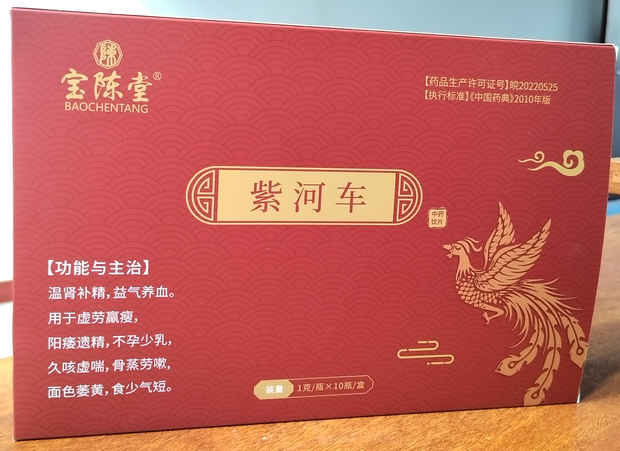 宝陈堂®
BAOCHENTANG
【药品生产许可证号】皖20220525
【执行标准】《中国药典》2010年版
紫河车
中药
饮片
【功能与主治】
温肾补精，益气养血。
用于虚劳羸瘦，
阳痿遗精，不孕少乳，
久咳虚喘，骨蒸劳嗽，
面色萎黄，食少气短。
装量 1克/瓶×10瓶/盒